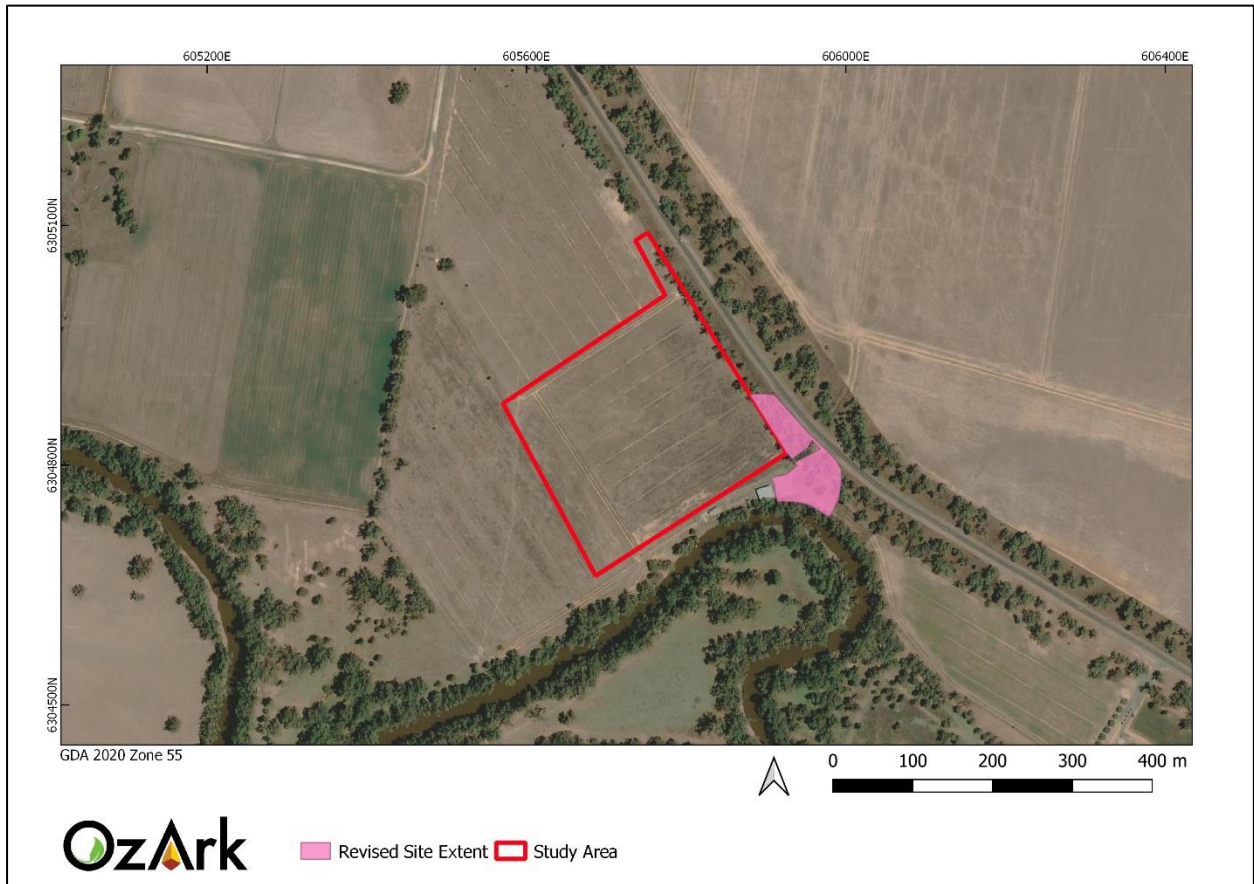 605200E
605600E
606000E
606400E
6305100N
6304800N
6304500N
GDA 2020 Zone 55
0 100 200 300 400 m
OzArk
Revised Site Extent
Study Area